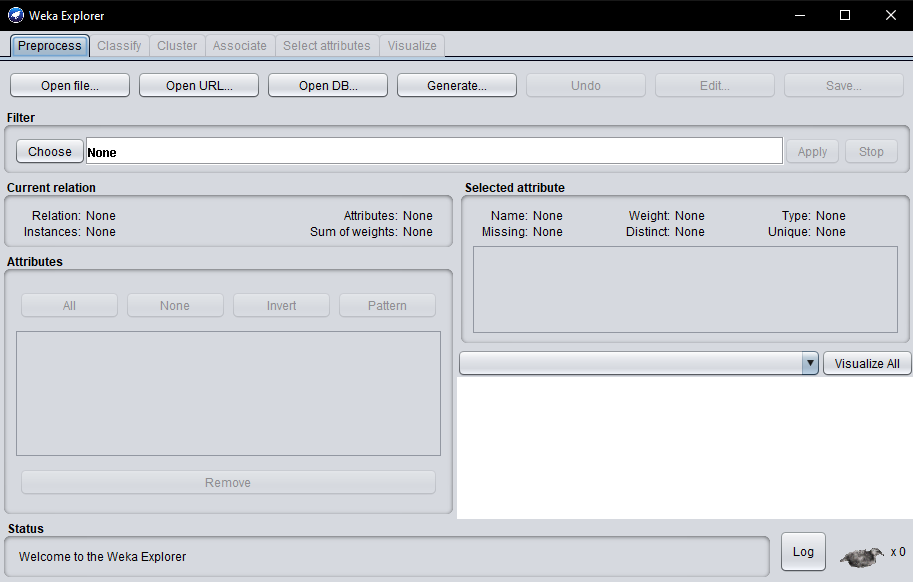 Weka Explorer
Preprocess Classify Cluster Associate Select attributes Visualize
Open file... Open URL... Open DB... Generate... Undo Edit... Save...
Filter
Choose None Apply Stop
Current relation
Relation: None Attributes: None
Instances: None Sum of weights: None
Selected attribute
Name: None Weight: None Type: None
Missing: None Distinct: None Unique: None
Attributes
All None Invert Pattern
Remove
Visualize All
Status
Welcome to the Weka Explorer
Log x 0